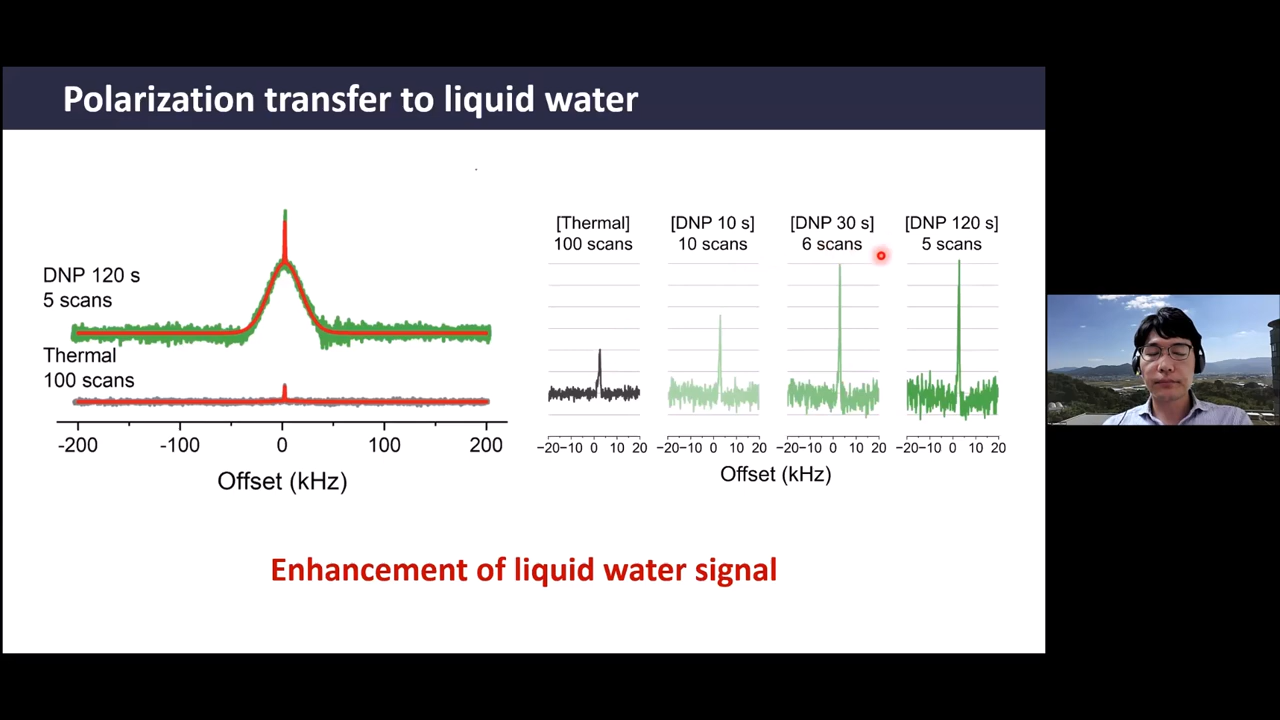 Polarization transfer to liquid water
DNP 120 s
5 scans
Thermal
100 scans
-200 -100 0 100 200
Offset (kHz)
[Thermal] [DNP 10 s] [DNP 30 s] [DNP 120 s]
100 scans 10 scans 6 scans 5 scans
−20−10 0 10 20 −20−10 0 10 20 −20−10 0 10 20 −20−10 0 10 20
Offset (kHz)
Enhancement of liquid water signal